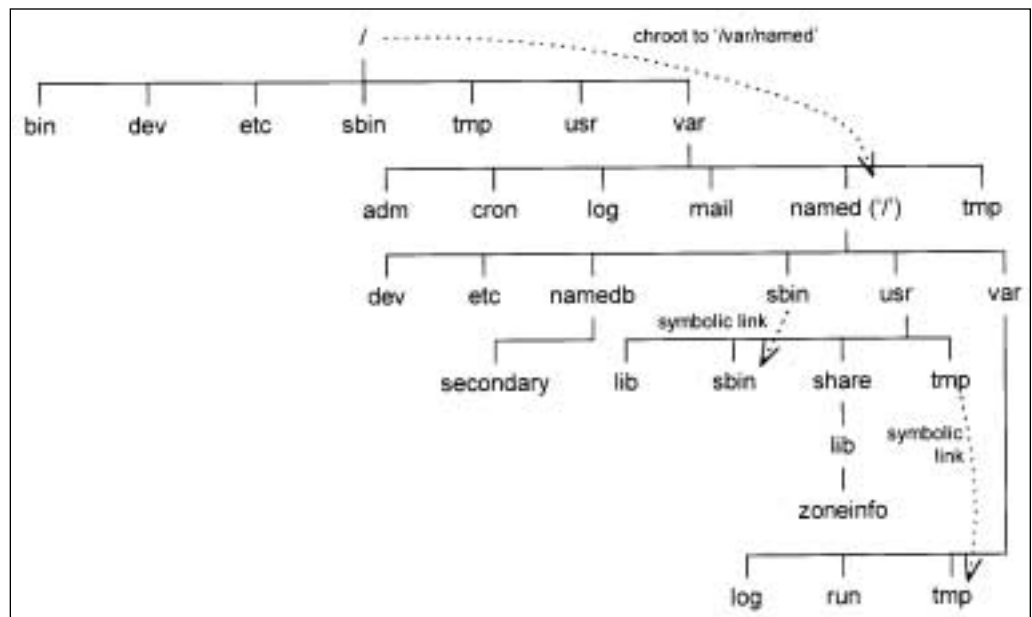 / chroot to '/var/named'
bin dev etc sbin tmp usr var
adm cron log mail named ('/') tmp
dev etc namedb sbin usr var
symbolic link
secondary lib sbin share tmp
lib symbolic
link
zoneinfo
log run tmp